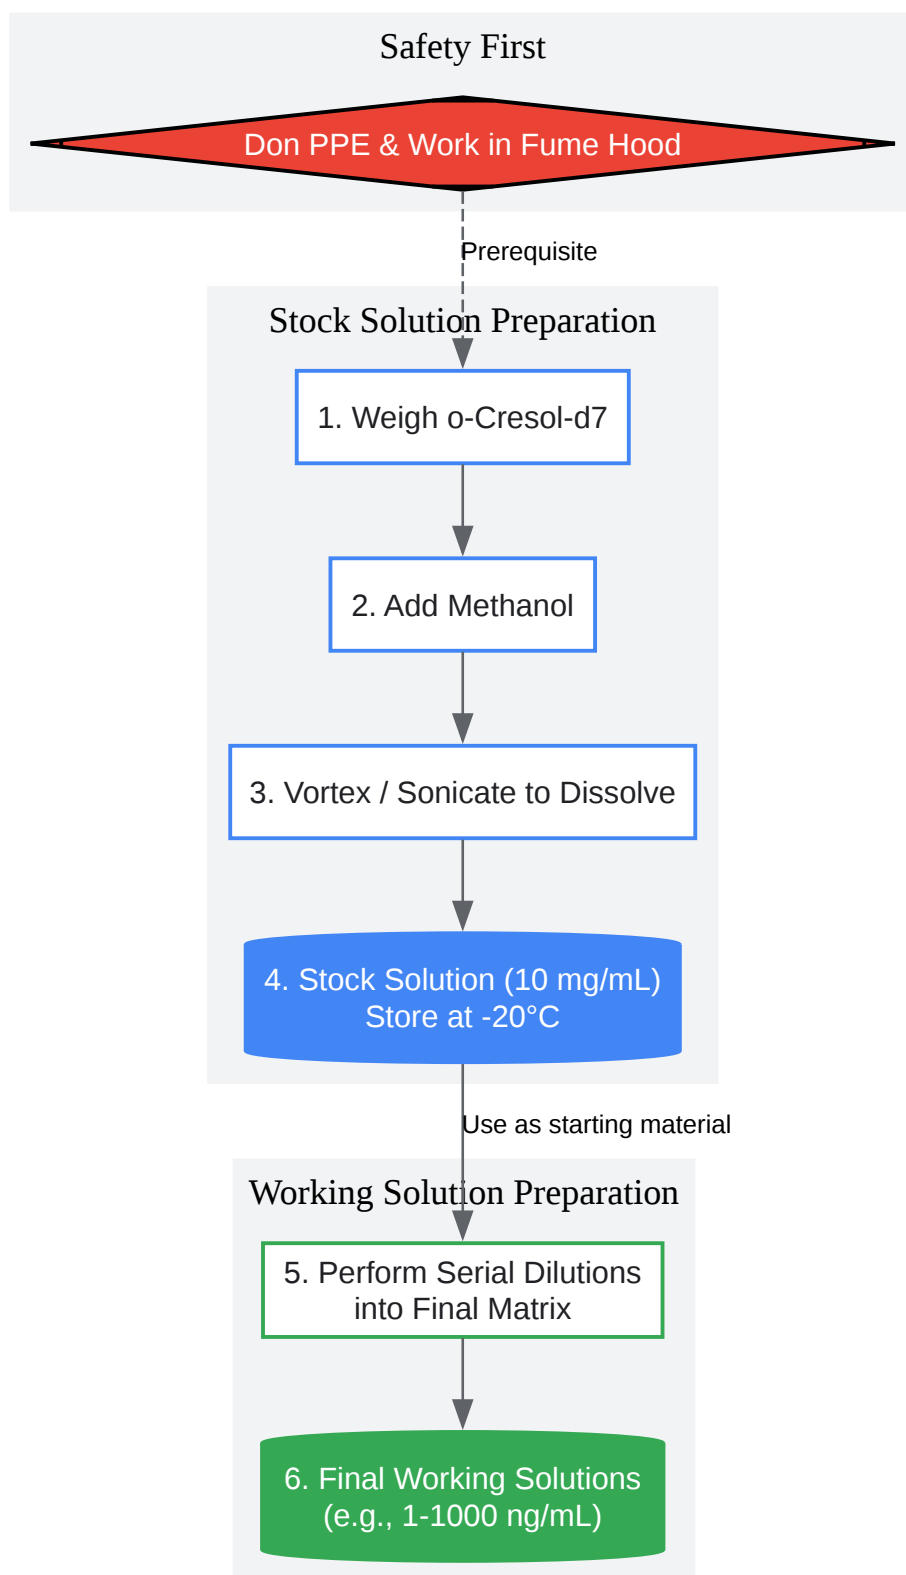 Safety First
Don PPE & Work in Fume Hood
Prerequisite
Stock Solution Preparation
1. Weigh o-Cresol-d7
2. Add Methanol
3. Vortex / Sonicate to Dissolve
4. Stock Solution (10 mg/mL)
Store at -20°C
Use as starting material
Working Solution Preparation
5. Perform Serial Dilutions
into Final Matrix
6. Final Working Solutions
(e.g., 1-1000 ng/mL)